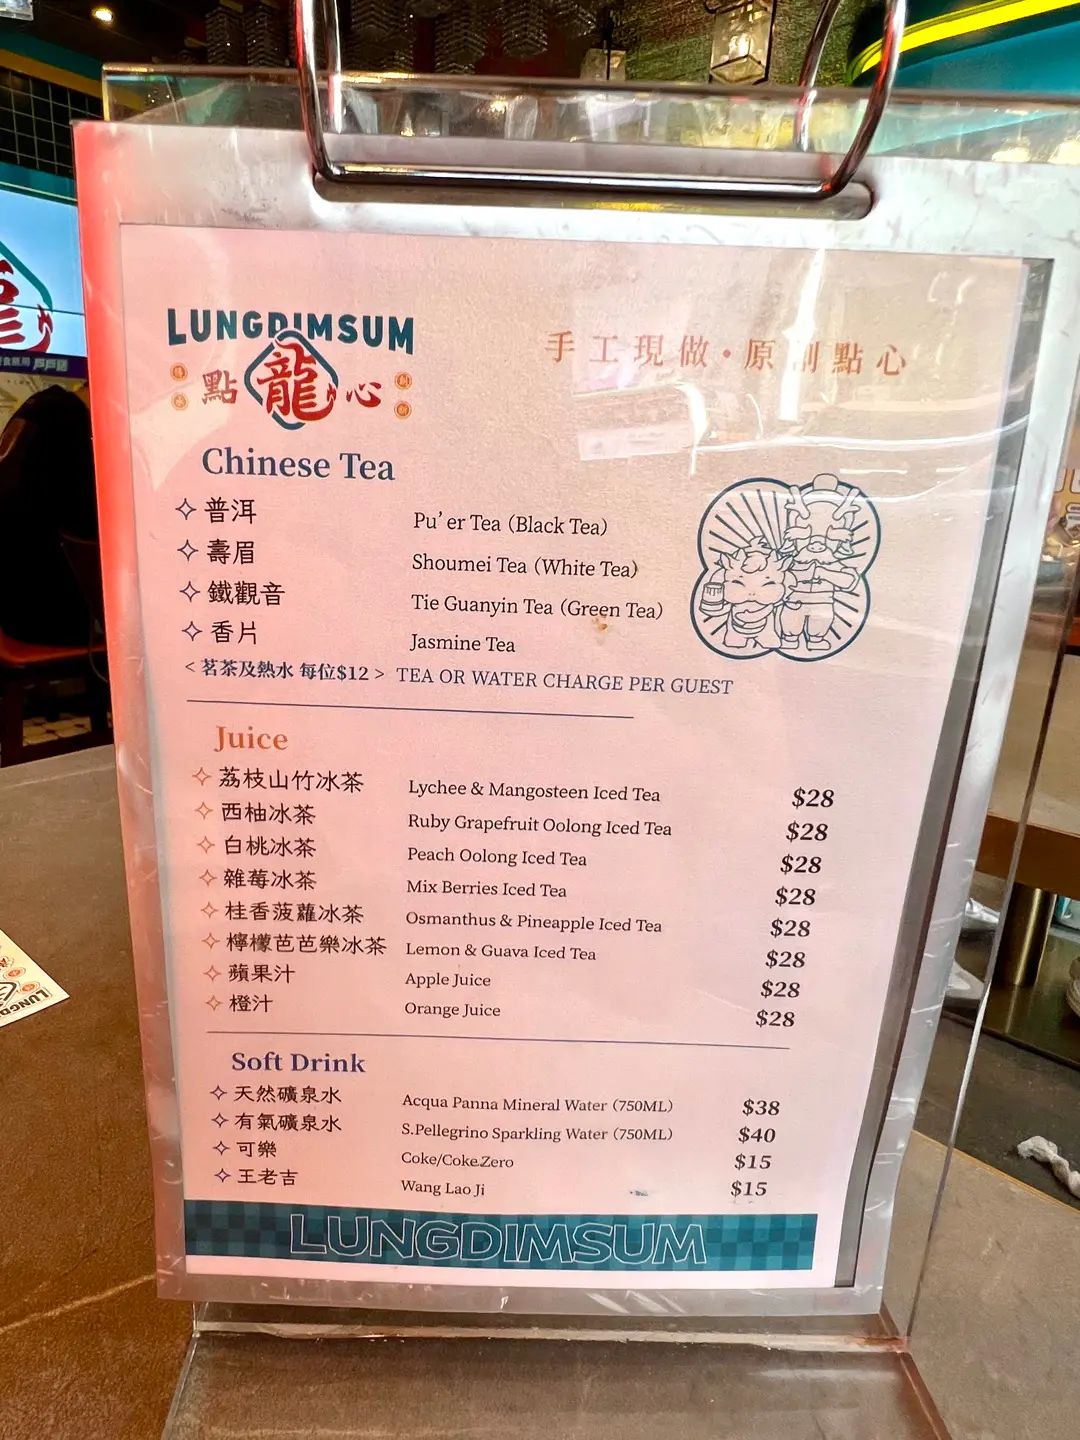 LUNGDIMSUM
點 龍 心
手工現做・原創點心
Chinese Tea
普洱 Pu'er Tea (Black Tea)
壽眉 Shoumei Tea (White Tea)
鐵觀音 Tie Guanyin Tea (Green Tea)
香片 Jasmine Tea
<茗茶及熱水 每位$12> TEA OR WATER CHARGE PER GUEST
Juice
荔枝山竹冰茶 Lychee & Mangosteen Iced Tea $28
西柚冰茶 Ruby Grapefruit Oolong Iced Tea $28
白桃冰茶 Peach Oolong Iced Tea $28
雜莓冰茶 Mix Berries Iced Tea $28
桂香菠蘿冰茶 Osmanthus & Pineapple Iced Tea $28
檸檬芭芭樂冰茶 Lemon & Guava Iced Tea $28
蘋果汁 Apple Juice $28
橙汁 Orange Juice $28
Soft Drink
天然礦泉水 Acqua Panna Mineral Water (750ML) $38
有氣礦泉水 S.Pellegrino Sparkling Water (750ML) $40
可樂 Coke/Coke.Zero $15
王老吉 Wang Lao Ji $15
LUNGDIMSUM